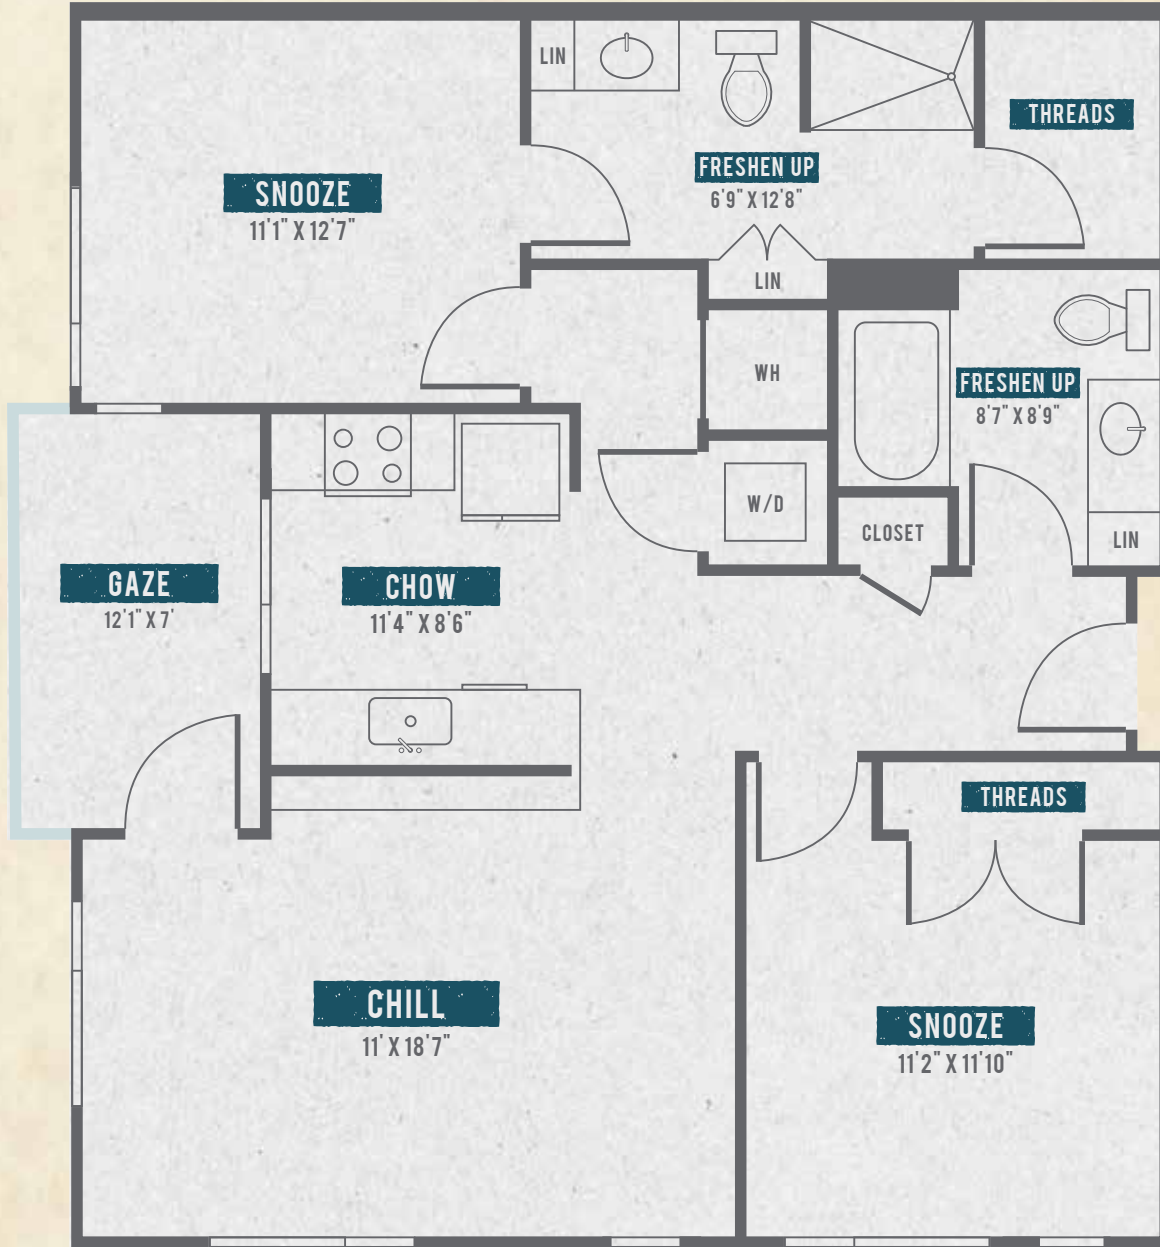 LIN
THREADS
FRESHEN UP
6'9" X 12'8"
SNOOZE
11'1" X 12'7"
LIN
WH
FRESHEN UP
8'7" X 8'9"
W/D
CLOSET
LIN
GAZE
12'1" X 7'
CHOW
11'4" X 8'6"
THREADS
CHILL
11' X 18'7"
SNOOZE
11'2" X 11'10"